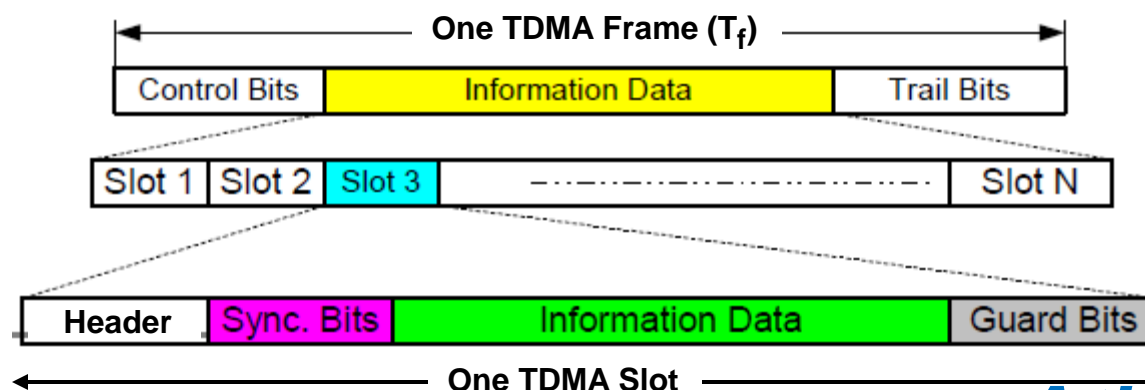 One TDMA Frame (Tf)
Control Bits Information Data Trail Bits
Slot 1 Slot 2 Slot 3 Slot N
Header Sync. Bits Information Data Guard Bits
One TDMA Slot